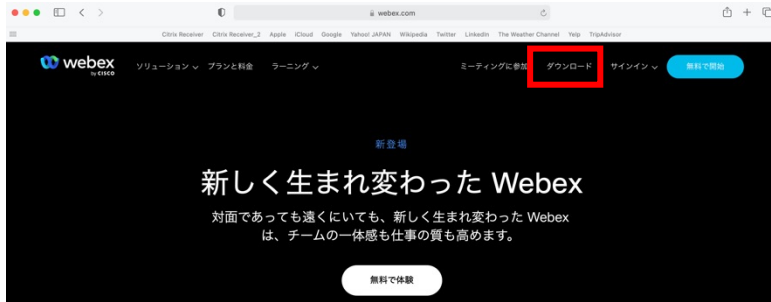 webex.com
Citrix Receiver Citrix Receiver_2 Apple iCloud Google Yahoo! JAPAN Wikipedia Twitter LinkedIn The Weather Channel Yelp TripAdvisor
webex by CISCO ソリューション プランと料金 ラーニング ミーティングに参加 ダウンロード サインイン 無料で開始
新登場
新しく生まれ変わった Webex
対面であっても遠くにいても、新しく生まれ変わった Webex
は、チームの一体感も仕事の質も高めます。
無料で体験